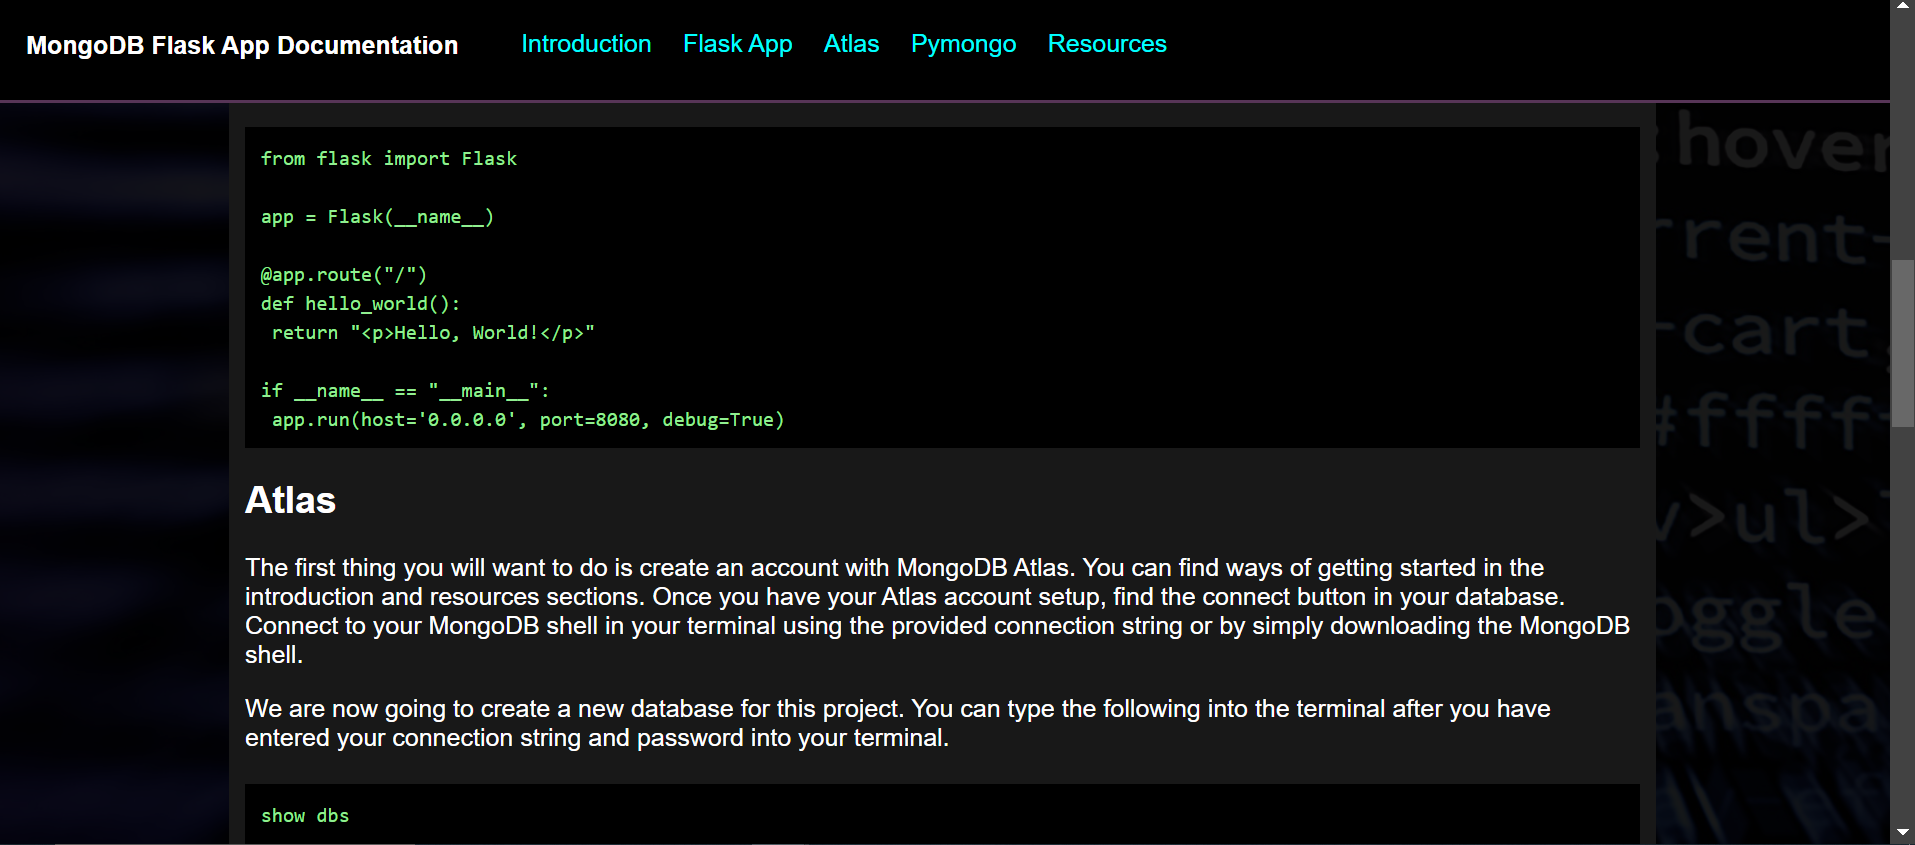 MongoDB Flask App Documentation Introduction Flask App Atlas Pymongo Resources
from flask import Flask
app = Flask(__name__)
@app.route("/")
def hello_world():
 return "<p>Hello, World!</p>"
if __name__ == "__main__":
 app.run(host='0.0.0.0', port=8080, debug=True)
Atlas
The first thing you will want to do is create an account with MongoDB Atlas. You can find ways of getting started in the
introduction and resources sections. Once you have your Atlas account setup, find the connect button in your database.
Connect to your MongoDB shell in your terminal using the provided connection string or by simply downloading the MongoDB
shell.
We are now going to create a new database for this project. You can type the following into the terminal after you have
entered your connection string and password into your terminal.
show dbs
hover
rrent-
-cart
#ffff
>ul>
oggle
anspa